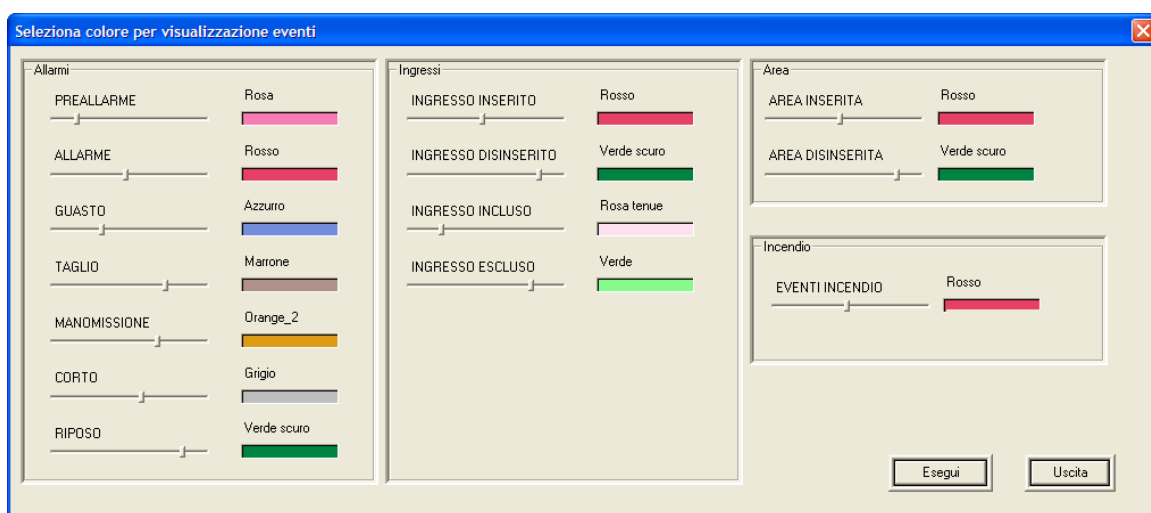 Seleziona colore per visualizzazione eventi
Allarmi
PREALLARME
Rosa
ALLARME
Rosso
GUASTO
Azzurro
TAGLIO
Marrone
MANOMISSIONE
Orange_2
CORTO
Grigio
RIPOSO
Verde scuro
Ingressi
INGRESSO INSERITO
Rosso
INGRESSO DISINSERITO
Verde scuro
INGRESSO INCLUSO
Rosa tenue
INGRESSO ESCLUSO
Verde
Area
AREA INSERITA
Rosso
AREA DISINSERITA
Verde scuro
Incendio
EVENTI INCENDIO
Rosso
Esegui
Uscita